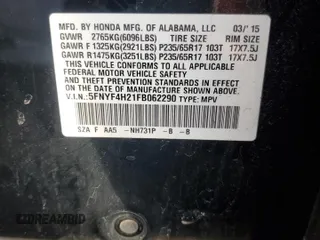 MFD. BY HONDA MFG. OF ALABAMA, LLC 03/15
GVWR 2765KG(6096LBS) TIRE SIZE RIM SIZE
GAWR F 1325KG(2921LBS) P235/65R17 103T 17X7.5J
GAWR R 1475KG(3251LBS) P235/65R17 103T 17X7.5J
THIS VEHICLE CONFORMS TO ALL APPLICABLE FEDERAL MOTOR
VEHICLE SAFETY AND THEFT PREVENTION STANDARDS IN EFFECT ON THE
DATE OF MANUFACTURE SHOWN ABOVE.
V.I.N.: 5FNYF4H21FB062290 TYPE: MPV
SZA F AA5 -NH731P -B -B
DREAMBID